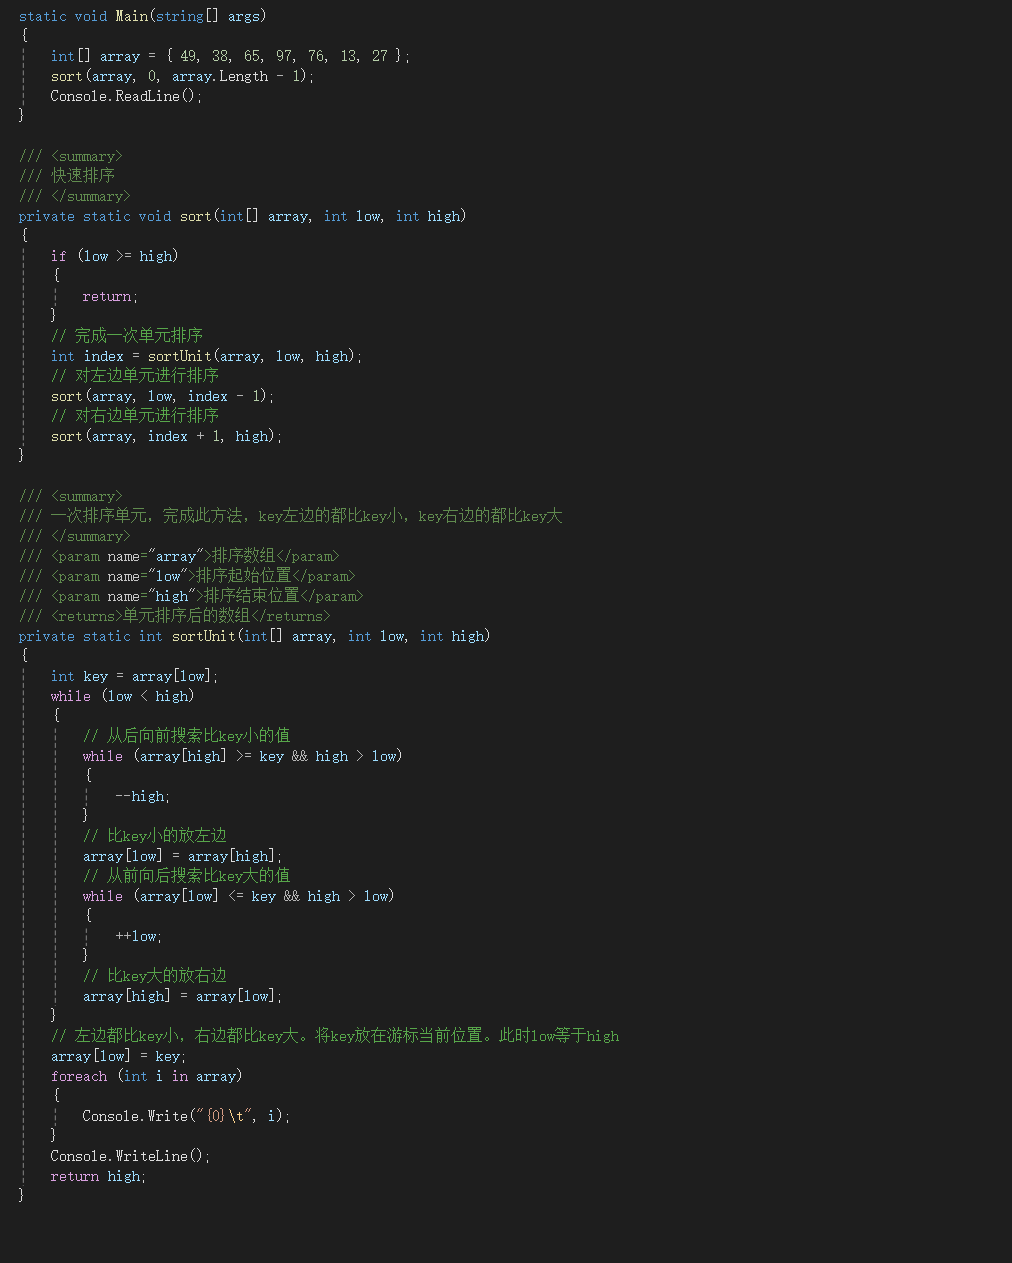 static void Main(string[] args)
{
    int[] array = { 49, 38, 65, 97, 76, 13, 27 };
    sort(array, 0, array.Length - 1);
    Console.ReadLine();
}

/// <summary>
/// 快速排序
/// </summary>
private static void sort(int[] array, int low, int high)
{
    if (low >= high)
    {
        return;
    }
    // 完成一次单元排序
    int index = sortUnit(array, low, high);
    // 对左边单元进行排序
    sort(array, low, index - 1);
    // 对右边单元进行排序
    sort(array, index + 1, high);
}

/// <summary>
/// 一次排序单元，完成此方法，key左边的都比key小，key右边的都比key大
/// </summary>
/// <param name="array">排序数组</param>
/// <param name="low">排序起始位置</param>
/// <param name="high">排序结束位置</param>
/// <returns>单元排序后的数组</returns>
private static int sortUnit(int[] array, int low, int high)
{
    int key = array[low];
    while (low < high)
    {
        // 从后向前搜索比key小的值
        while (array[high] >= key && high > low)
        {
            --high;
        }
        // 比key小的放左边
        array[low] = array[high];
        // 从前向后搜索比key大的值
        while (array[low] <= key && high > low)
        {
            ++low;
        }
        // 比key大的放右边
        array[high] = array[low];
    }
    // 左边都比key小，右边都比key大。将key放在游标当前位置。此时low等于high
    array[low] = key;
    foreach (int i in array)
    {
        Console.Write("{0}\t", i);
    }
    Console.WriteLine();
    return high;
}